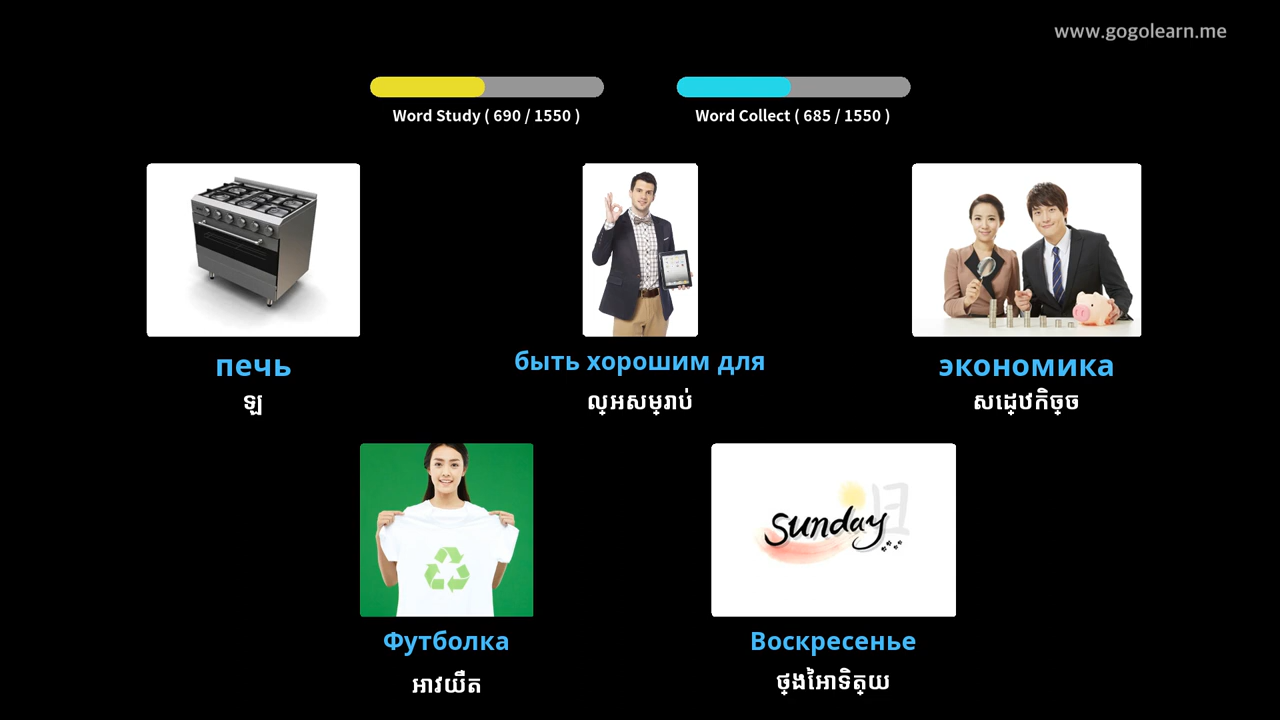 www.gogolearn.me
Word Study ( 690 / 1550 )
Word Collect ( 685 / 1550 )
печь
ឡ
быть хорошим для
ល្អសម្រាប់
экономика
សេដ្ឋកិច្ច
Футболка
អាវយឺត
Sunday
Воскресенье
ថ្ងៃអាទិត្យ